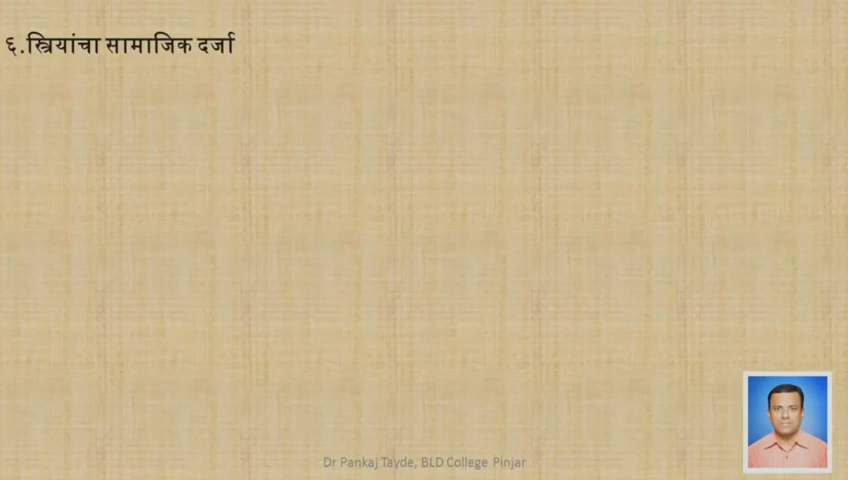 ६.स्त्रियांचा सामाजिक दर्जा
Dr Pankaj Tayde, BLD College Pinjar